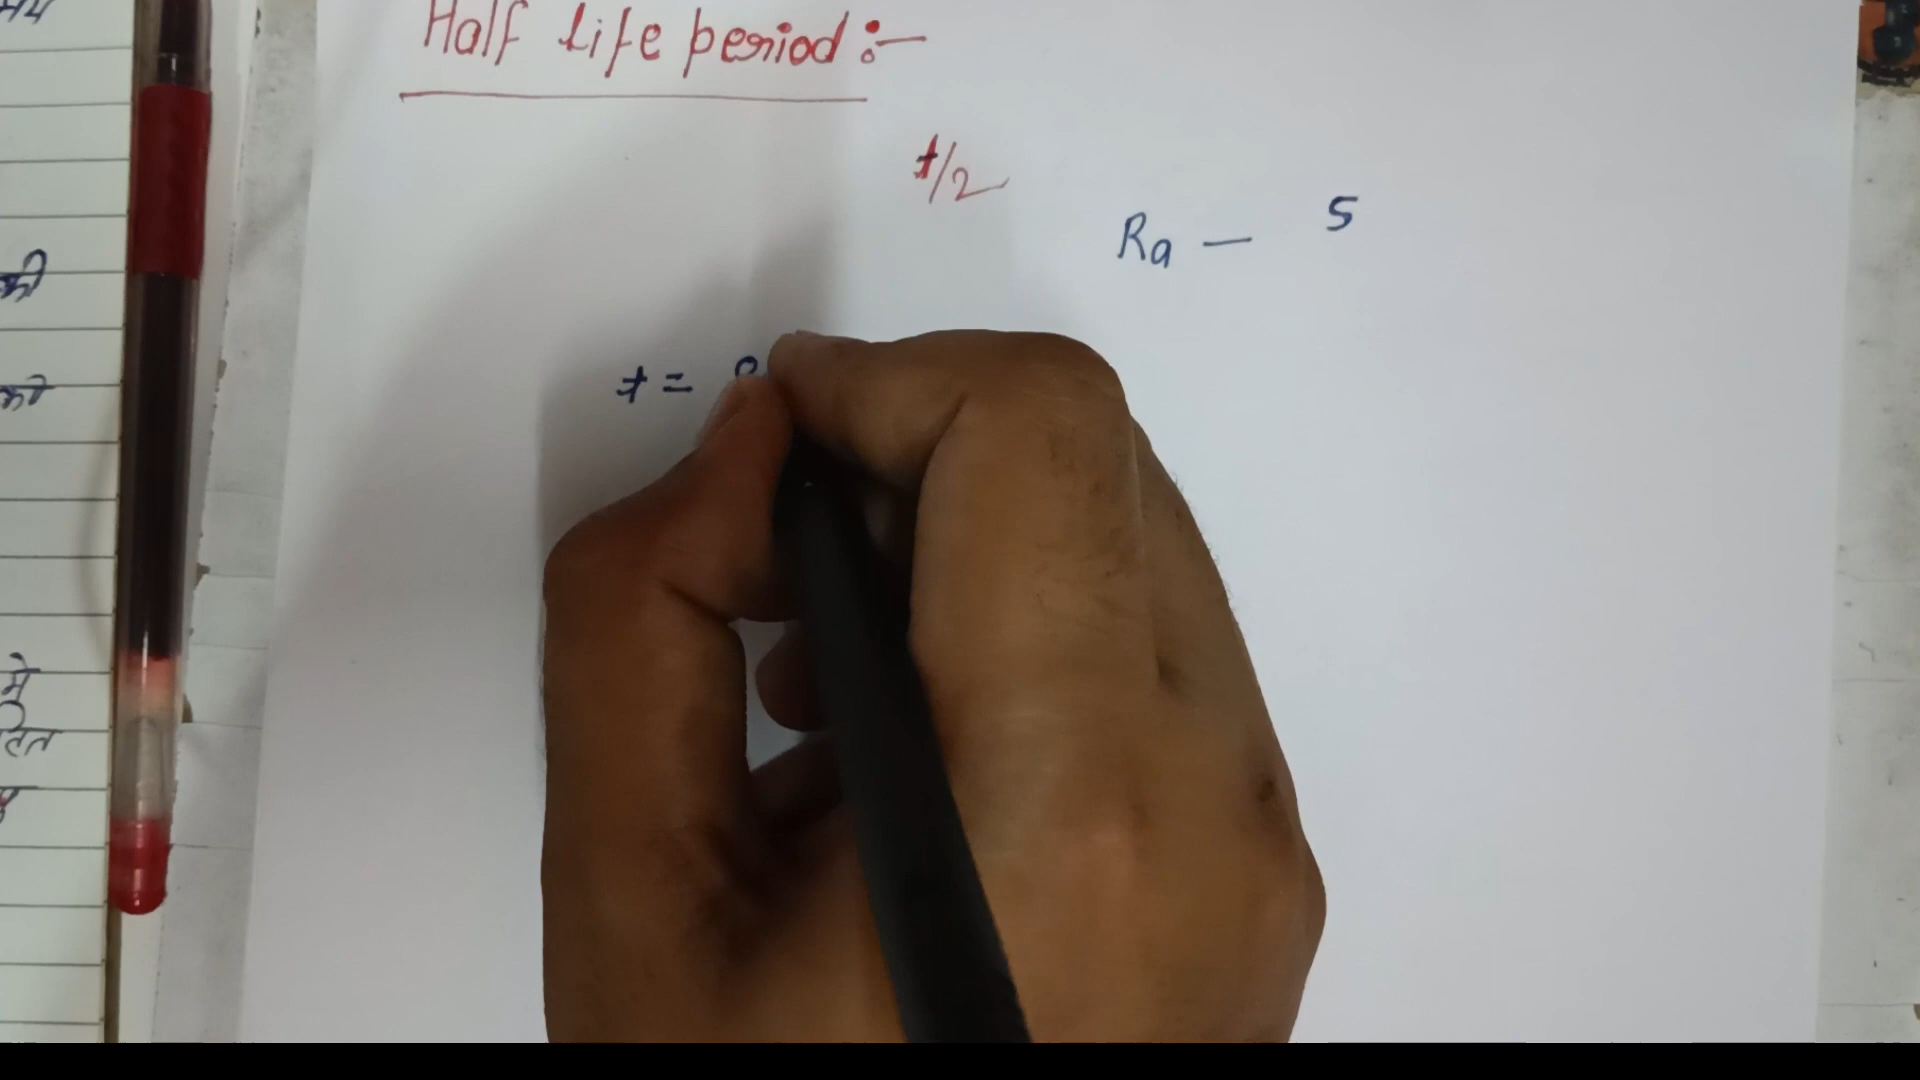 Half life period :-
t/2
Ra — 5
t =
की
को
में